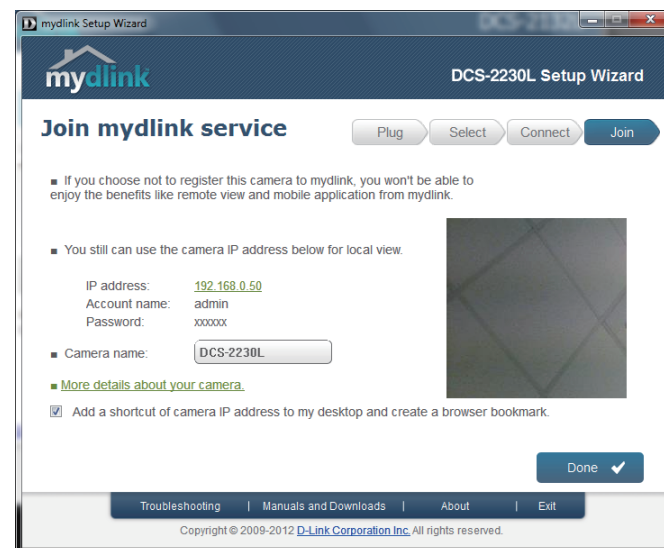 mydlink Setup Wizard
mydlink
DCS-2230L Setup Wizard
Join mydlink service
Plug Select Connect Join
If you choose not to register this camera to mydlink, you won't be able to
enjoy the benefits like remote view and mobile application from mydlink.
You still can use the camera IP address below for local view.
IP address: 192.168.0.50
Account name: admin
Password: xxxxxx
Camera name: DCS-2230L
More details about your camera.
Add a shortcut of camera IP address to my desktop and create a browser bookmark.
Done
Troubleshooting | Manuals and Downloads | About | Exit
Copyright © 2009-2012 D-Link Corporation Inc. All rights reserved.